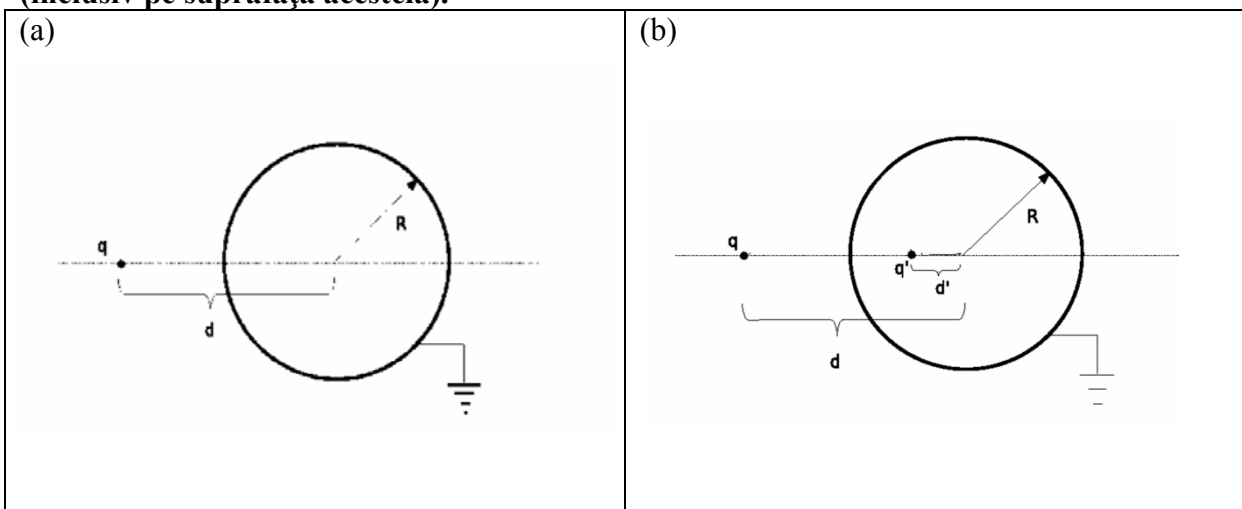 (inclusiv pe suprafaţa acesteia).
(a)
(b)
q
R
d
q
R
q'
d'
d